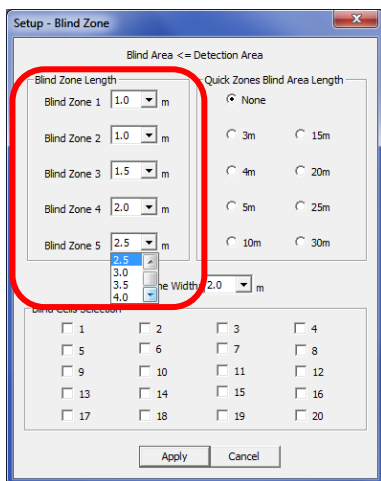 Setup - Blind Zone
Blind Area <= Detection Area
Blind Zone Length
Blind Zone 1 1.0 m
Blind Zone 2 1.0 m
Blind Zone 3 1.5 m
Blind Zone 4 2.0 m
Blind Zone 5 2.5 m
2.5
3.0
3.5
4.0
Quick Zones Blind Area Length
None
3m 15m
4m 20m
5m 25m
10m 30m
Width 2.0 m
Blind Cells Selection
1 2 3 4
5 6 7 8
9 10 11 12
13 14 15 16
17 18 19 20
Apply Cancel